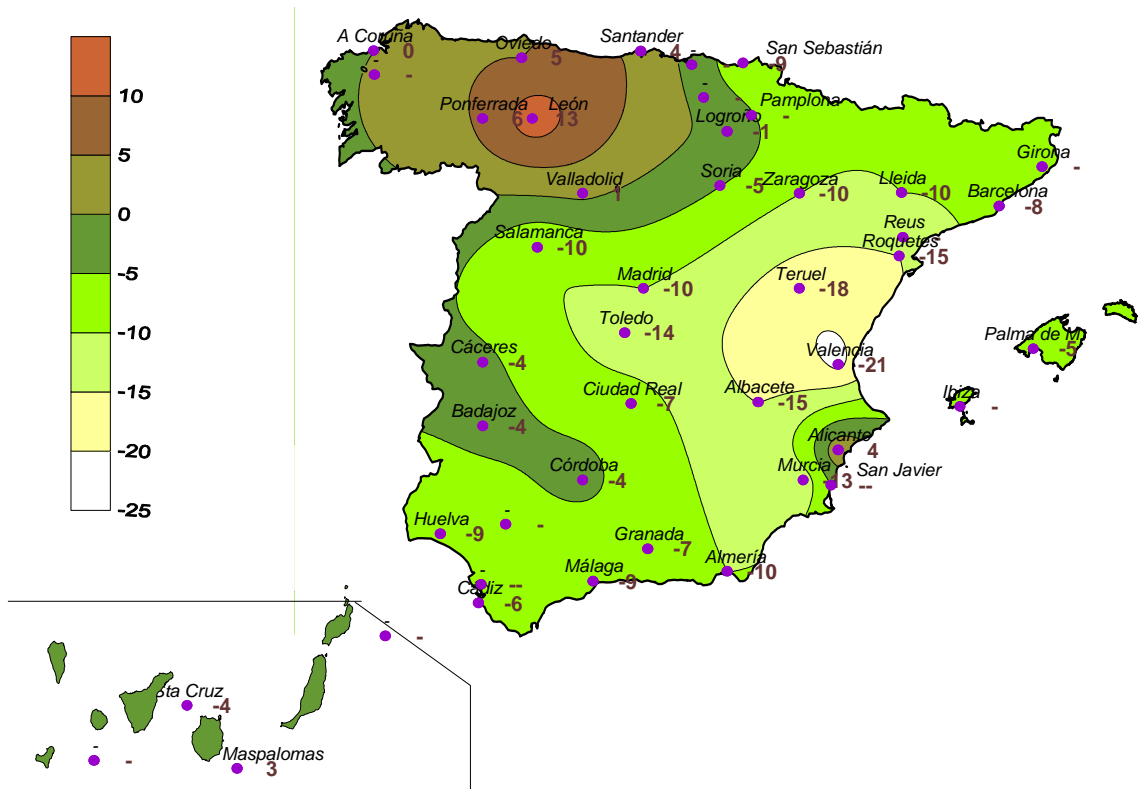 A Coruña
0
-
-
Oviedo
5
Santander
4
-
-
San Sebastián
-9
10
5
0
-5
-10
-15
-20
-25
Ponferrada
6
León
13
-
-
Pamplona
-
Logroño
-1
Girona
-
Valladolid
1
Soria
-5
Zaragoza
-10
Lleida
-10
Barcelona
-8
Salamanca
-10
Reus
-
Roquetes
-15
Madrid
-10
Teruel
-18
Toledo
-14
Valencia
-21
Palma de M.
-5
Cáceres
-4
Ciudad Real
-7
Albacete
-15
Ibiza
-
Badajoz
-4
Alicante
4
Córdoba
-4
Murcia
-13
San Javier
--
Huelva
-9
-
-
Granada
-7
Almería
-10
Málaga
-9
-
--
Cádiz
-6
-
-
Sta Cruz
-4
-
-
Maspalomas
3